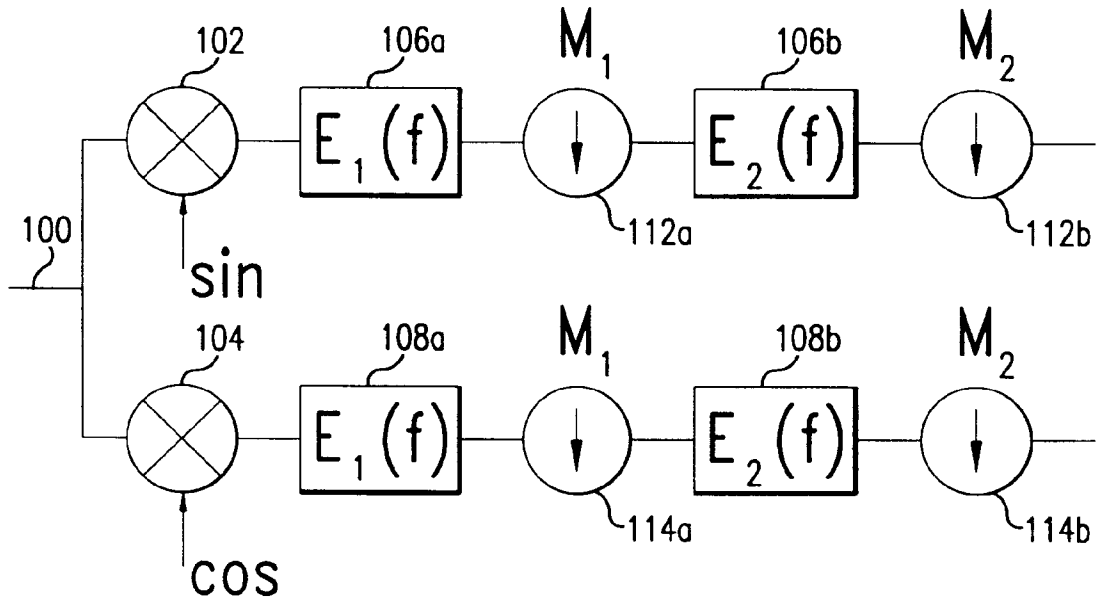 102
106a
M1
106b
M2
E1(f)
E2(f)
100
112a
112b
sin
104
108a
M1
108b
M2
E1(f)
E2(f)
114a
114b
cos